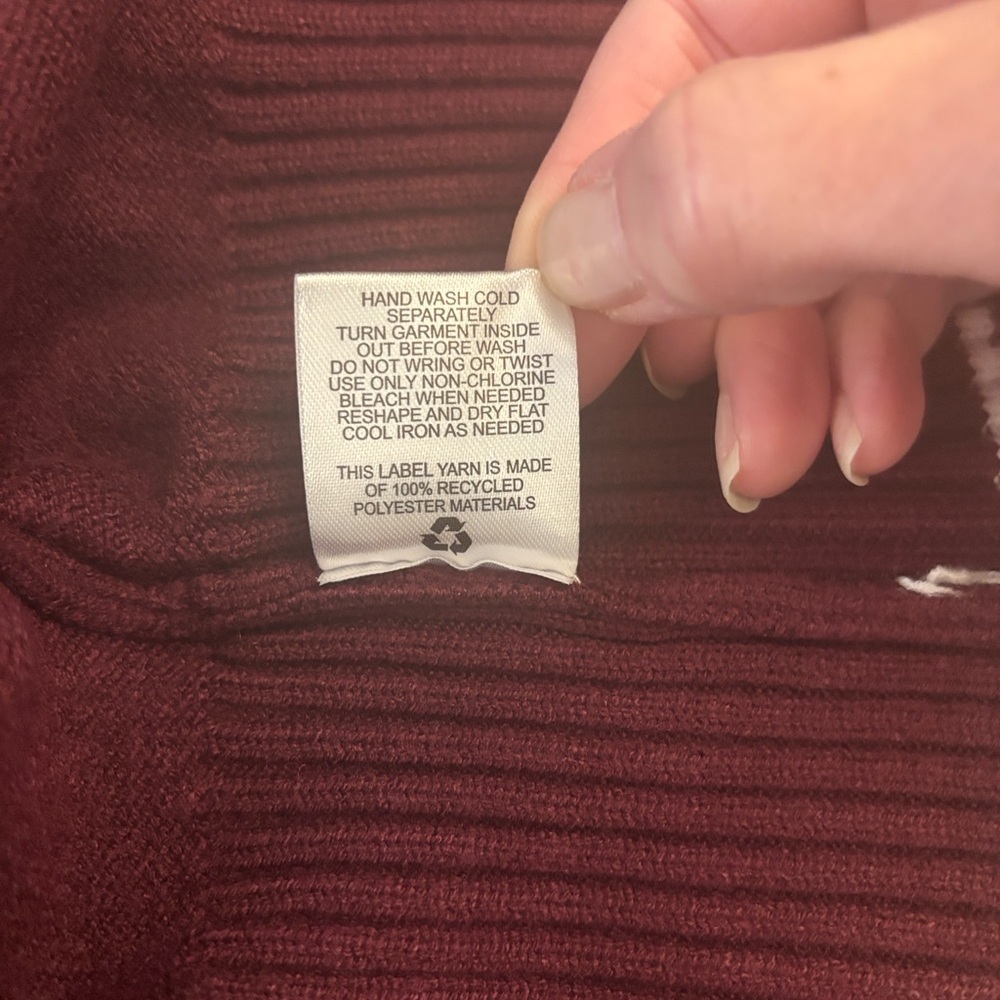 HAND WASH COLD
SEPARATELY
TURN GARMENT INSIDE
OUT BEFORE WASH
DO NOT WRING OR TWIST
USE ONLY NON-CHLORINE
BLEACH WHEN NEEDED
RESHAPE AND DRY FLAT
COOL IRON AS NEEDED
THIS LABEL YARN IS MADE
OF 100% RECYCLED
POLYESTER MATERIALS